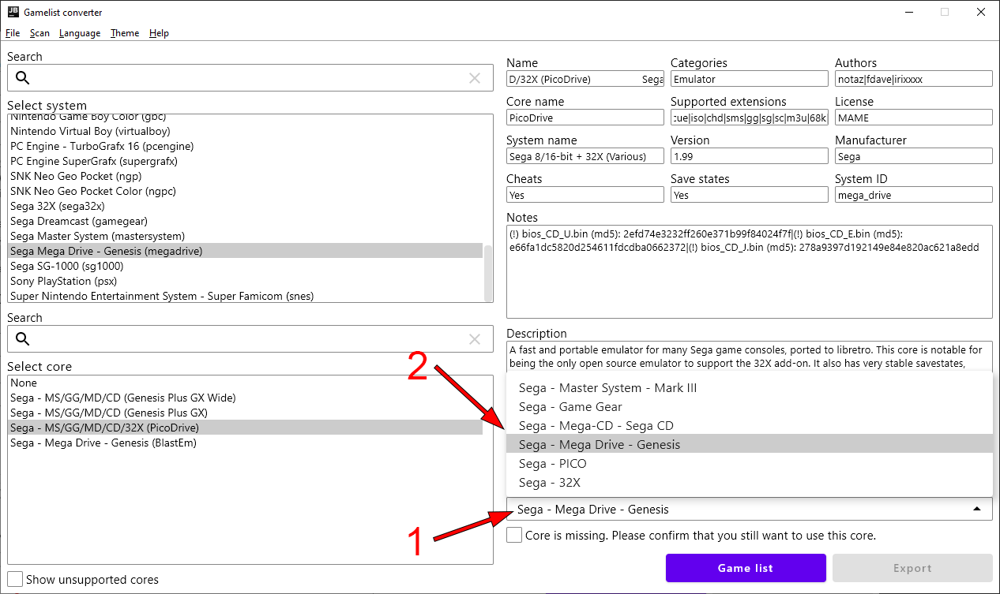 JB Gamelist converter
File Scan Language Theme Help
Search
Select system
Nintendo Game Boy Color (gbc)
Nintendo Virtual Boy (virtualboy)
PC Engine - TurboGrafx 16 (pcengine)
PC Engine SuperGrafx (supergrafx)
SNK Neo Geo Pocket (ngp)
SNK Neo Geo Pocket Color (ngpc)
Sega 32X (sega32x)
Sega Dreamcast (gamegear)
Sega Master System (mastersystem)
Sega Mega Drive - Genesis (megadrive)
Sega SG-1000 (sg1000)
Sony PlayStation (psx)
Super Nintendo Entertainment System - Super Famicom (snes)
Search
Select core
None
Sega - MS/GG/MD/CD (Genesis Plus GX Wide)
Sega - MS/GG/MD/CD (Genesis Plus GX)
Sega - MS/GG/MD/CD/32X (PicoDrive)
Sega - Mega Drive - Genesis (BlastEm)
Show unsupported cores
Name Categories Authors
D/32X (PicoDrive) Sega Emulator notaz|fdave|irixxxx
Core name Supported extensions License
PicoDrive cue|iso|chd|sms|gg|sg|sc|m3u|68k MAME
System name Version Manufacturer
Sega 8/16-bit + 32X (Various) 1.99 Sega
Cheats Save states System ID
Yes Yes mega_drive
Notes
(!) bios_CD_U.bin (md5): 2efd74e3232ff260e371b99f84024f7f|(!) bios_CD_E.bin (md5):
e66fa1dc5820d254611fdcdba0662372|(!) bios_CD_J.bin (md5): 278a9397d192149e84e820ac621a8edd
Description
A fast and portable emulator for many Sega game consoles, ported to libretro. This core is notable for
being the only open source emulator to support the 32X add-on. It also has very stable savestates,
2
Sega - Master System - Mark III
Sega - Game Gear
Sega - Mega-CD - Sega CD
Sega - Mega Drive - Genesis
Sega - PICO
Sega - 32X
1
Sega - Mega Drive - Genesis
Core is missing. Please confirm that you still want to use this core.
Game list Export